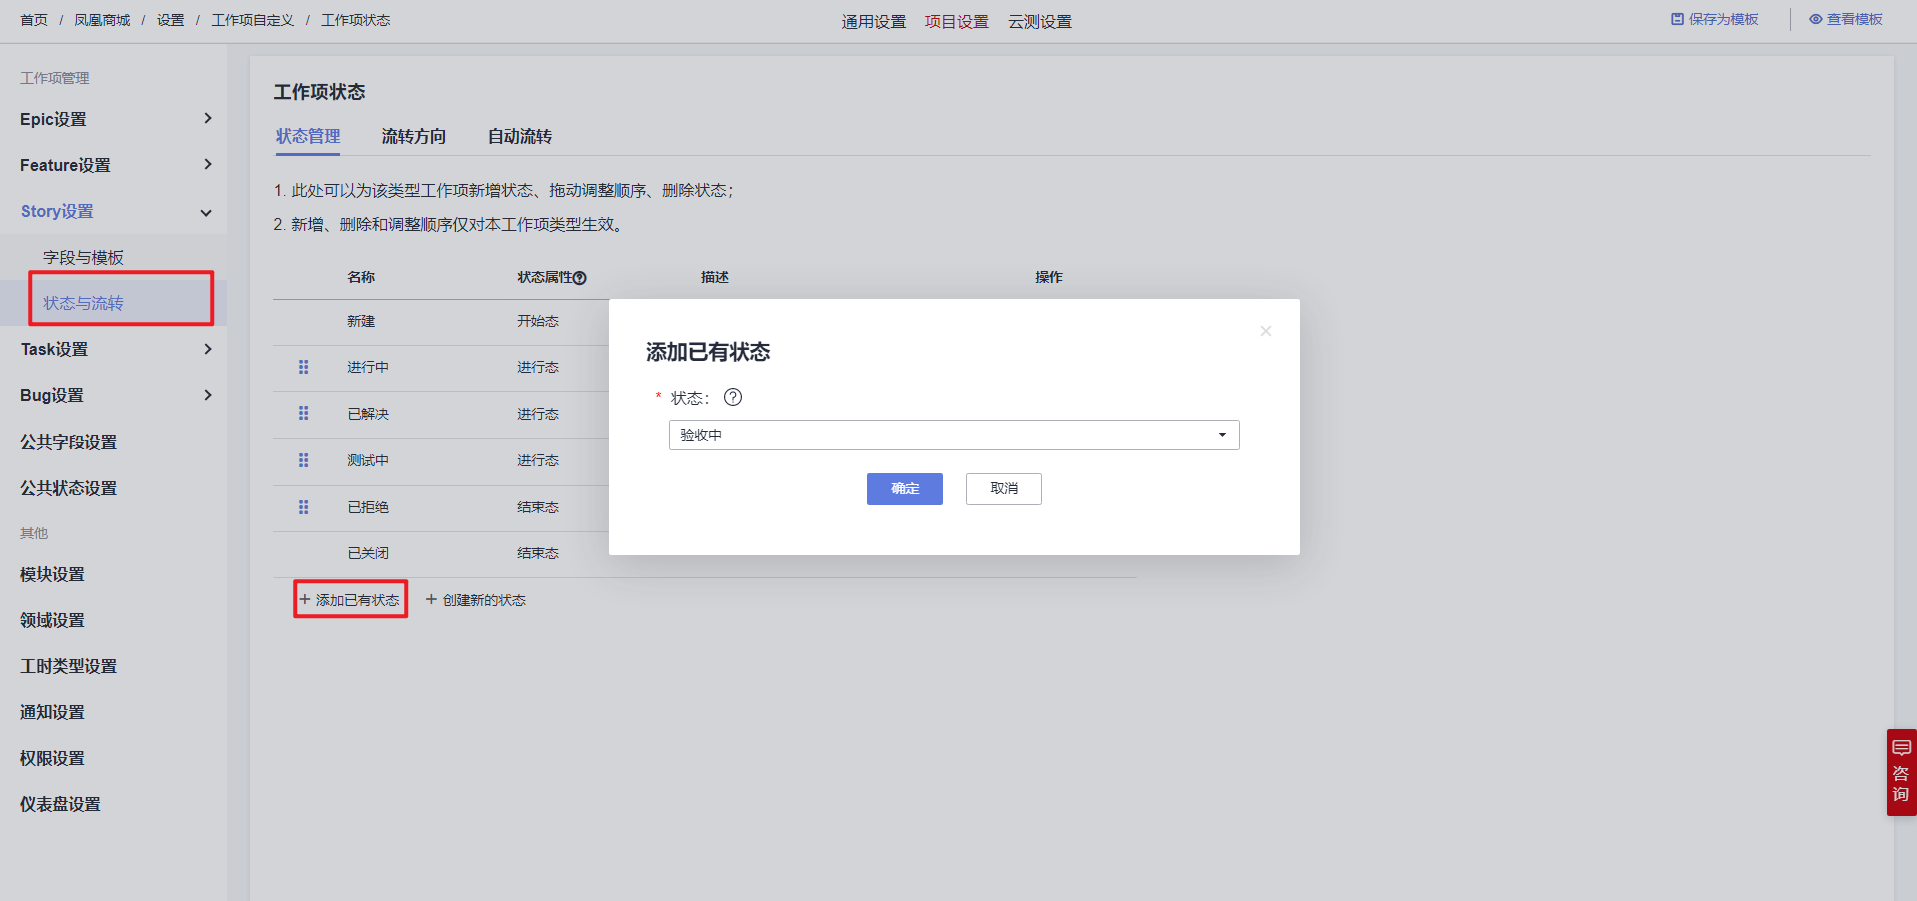 首页 / 凤凰商城 / 设置 / 工作项目定义 / 工作项状态
通用设置 项目设置 云测设置
保存为模板 查看模板
工作项管理
Epic设置
Feature设置
Story设置
字段与模板
状态与流转
Task设置
Bug设置
公共字段设置
公共状态设置
其他
模块设置
领域设置
工时类型设置
通知设置
权限设置
仪表盘设置
工作项状态
状态管理 流转方向 自动流转
1. 此处可以为该类型工作项新增状态、拖动调整顺序、删除状态；
2. 新增、删除和调整顺序仅对本工作项类型生效。
名称 状态属性 描述 操作
新建 开始态
进行中 进行态
已解决 进行态
测试中 进行态
已拒绝 结束态
已关闭 结束态
+ 添加已有状态 + 创建新的状态
添加已有状态
* 状态：
验收中
确定 取消
咨询